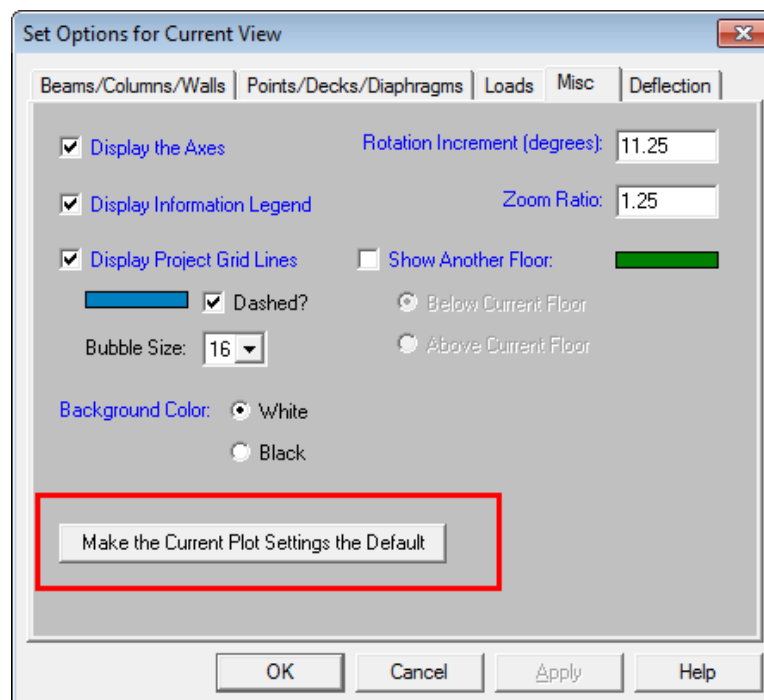 Set Options for Current View
Beams/Columns/Walls Points/Decks/Diaphragms Loads Misc Deflection
Display the Axes Rotation Increment (degrees): 11.25
Display Information Legend Zoom Ratio: 1.25
Display Project Grid Lines Show Another Floor:
Dashed? Below Current Floor
Bubble Size: 16 Above Current Floor
Background Color: White
Black
Make the Current Plot Settings the Default
OK Cancel Apply Help